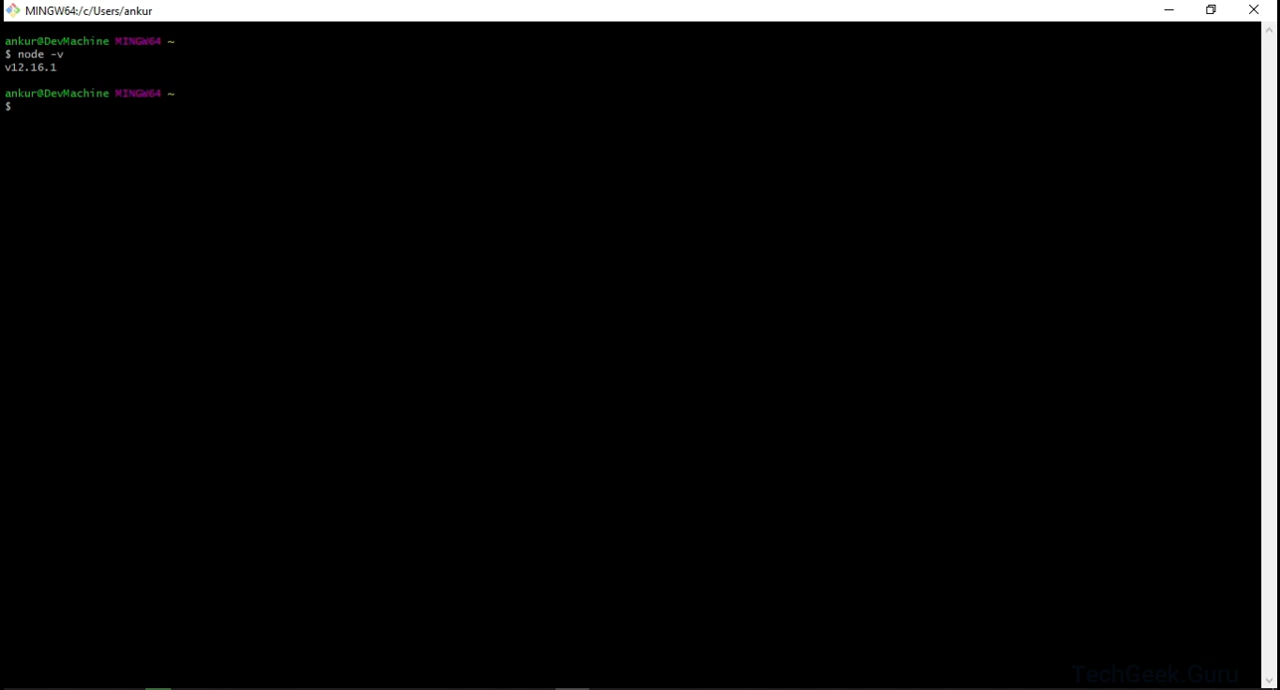 MINGW64:/c/Users/ankur
ankur@DevMachine MINGW64 ~
$ node -v
v12.16.1
ankur@DevMachine MINGW64 ~
$
TechGeek.Guru